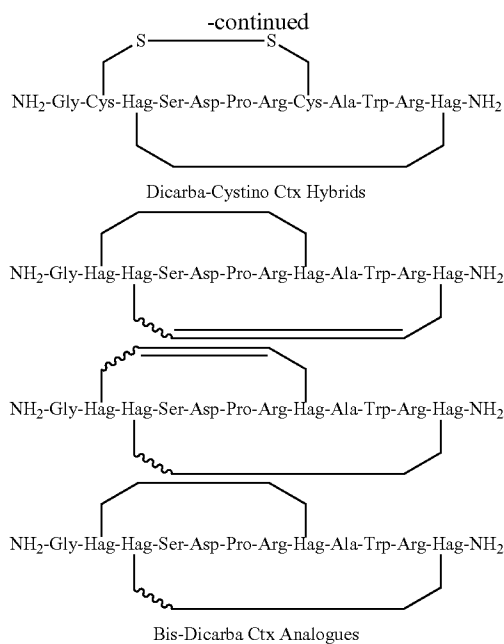 -continued
S S
NH2-Gly-Cys-Hag-Ser-Asp-Pro-Arg-Cys-Ala-Trp-Arg-Hag-NH2
Dicarba-Cystino Ctx Hybrids
NH2-Gly-Hag-Hag-Ser-Asp-Pro-Arg-Hag-Ala-Trp-Arg-Hag-NH2
NH2-Gly-Hag-Hag-Ser-Asp-Pro-Arg-Hag-Ala-Trp-Arg-Hag-NH2
NH2-Gly-Hag-Hag-Ser-Asp-Pro-Arg-Hag-Ala-Trp-Arg-Hag-NH2
Bis-Dicarba Ctx Analogues